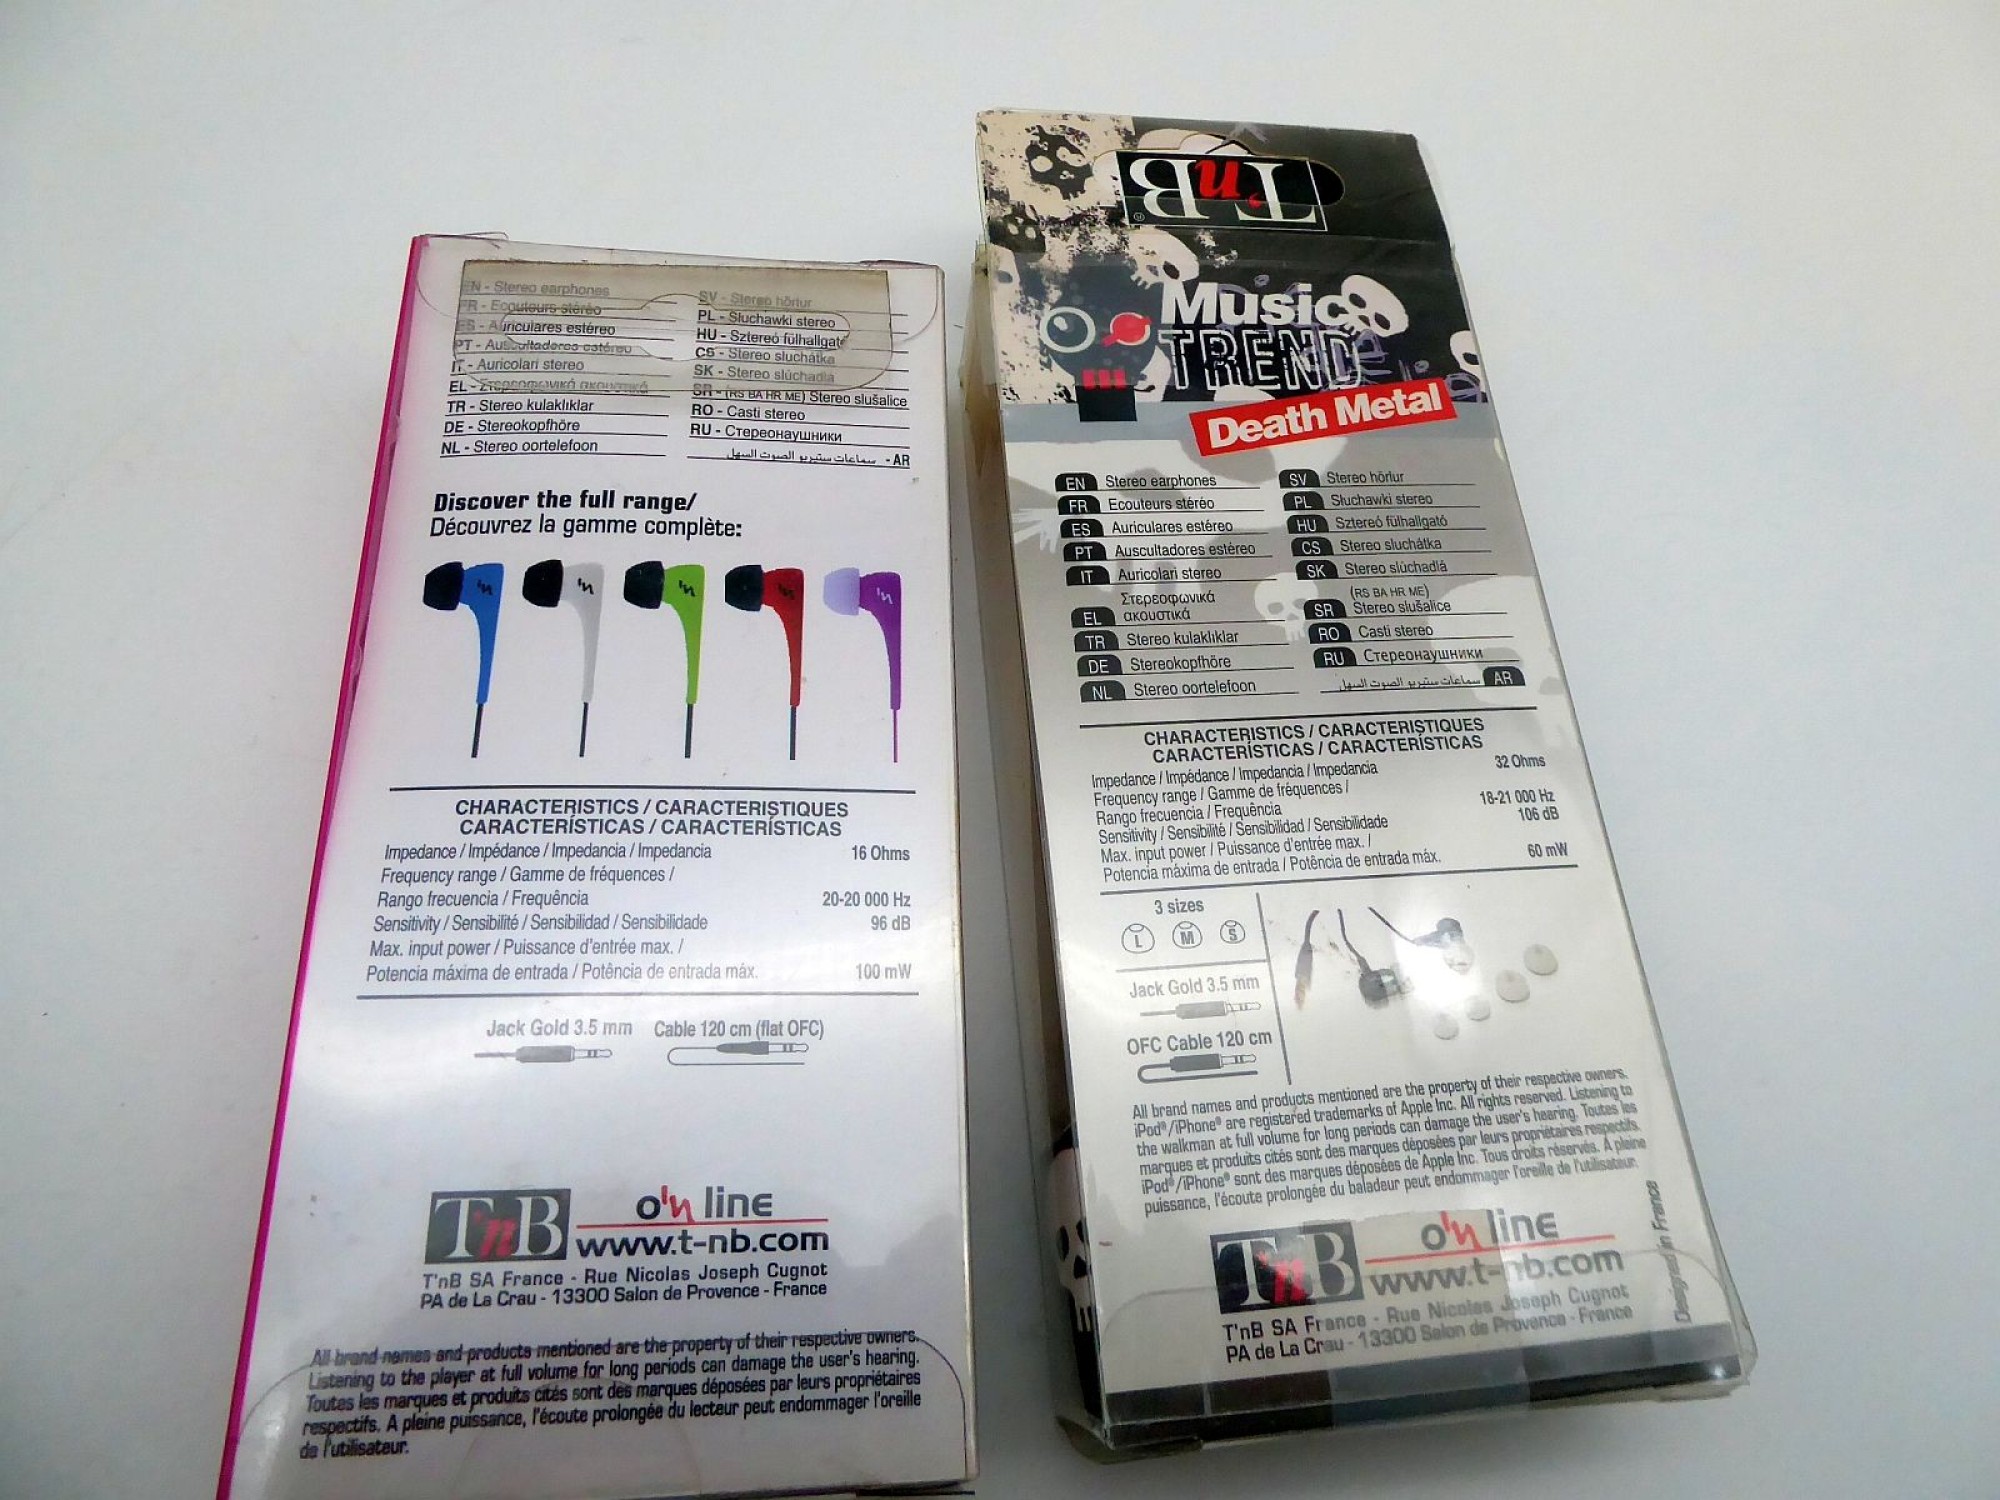 EN - Stereo earphones
FR - Ecouteurs stéréo
ES - Auriculares estéreo
PT - Auscultadores estéreo
IT - Auricolari stereo
EL - Στερεοφωνικά ακουστικά
TR - Stereo kulaklıklar
DE - Stereokopfhöre
NL - Stereo oortelefoon
SV - Stereo hörlur
PL - Słuchawki stereo
HU - Sztereó fülhallgató
CS - Stereo sluchátka
SK - Stereo slúchadlá
SR - (RS BA HR ME) Stereo slušalice
RO - Casti stereo
RU - Стереонаушники
AR - سماعات ستيريو الصوت السهل
Discover the full range/
Découvrez la gamme complète:
CHARACTERISTICS / CARACTERISTIQUES
CARACTERÍSTICAS / CARACTERÍSTICAS
Impedance / Impédance / Impedancia / Impedancia 16 Ohms
Frequency range / Gamme de fréquences /
Rango frecuencia / Frequência 20-20 000 Hz
Sensitivity / Sensibilité / Sensibilidad / Sensibilidade 96 dB
Max. input power / Puissance d'entrée max. /
Potencia máxima de entrada / Potência de entrada máx. 100 mW
Jack Gold 3.5 mm Cable 120 cm (flat OFC)
T'nB o'n line
www.t-nb.com
T'nB SA France - Rue Nicolas Joseph Cugnot
PA de La Crau - 13300 Salon de Provence - France
All brand names and products mentioned are the property of their respective owners.
Listening to the player at full volume for long periods can damage the user's hearing.
Toutes les marques et produits cités sont des marques déposées par leurs propriétaires
respectifs. A pleine puissance, l'écoute prolongée du lecteur peut endommager l'oreille
de l'utilisateur.
T'nB
Music
TREND
Death Metal
EN Stereo earphones
FR Ecouteurs stéréo
ES Auriculares estéreo
PT Auscultadores estéreo
IT Auricolari stereo
Στερεοφωνικά
EL ακουστικά
TR Stereo kulaklıklar
DE Stereokopfhöre
NL Stereo oortelefoon
SV Stereo hörlur
PL Słuchawki stereo
HU Sztereó fülhallgató
CS Stereo sluchátka
SK Stereo slúchadlá
(RS BA HR ME)
SR Stereo slušalice
RO Casti stereo
RU Стереонаушники
AR سماعات ستيريو الصوت السهل
CHARACTERISTICS / CARACTERISTIQUES
CARACTERÍSTICAS / CARACTERÍSTICAS
Impedance / Impédance / Impedancia / Impedancia 32 Ohms
Frequency range / Gamme de fréquences /
Rango frecuencia / Frequência 18-21 000 Hz
Sensitivity / Sensibilité / Sensibilidad / Sensibilidade 106 dB
Max. input power / Puissance d'entrée max. /
Potencia máxima de entrada / Potência de entrada máx. 60 mW
3 sizes
L M S
Jack Gold 3.5 mm
OFC Cable 120 cm
All brand names and products mentioned are the property of their respective owners.
iPod®/iPhone® are registered trademarks of Apple Inc. All rights reserved. Listening to
the walkman at full volume for long periods can damage the user's hearing. Toutes les
marques et produits cités sont des marques déposées par leurs propriétaires respectifs.
iPod®/iPhone® sont des marques déposées de Apple Inc. Tous droits réservés. A pleine
puissance, l'écoute prolongée du baladeur peut endommager l'oreille de l'utilisateur.
T'nB o'n line
www.t-nb.com
T'nB SA France - Rue Nicolas Joseph Cugnot
PA de La Crau - 13300 Salon de Provence - France
Designed in France